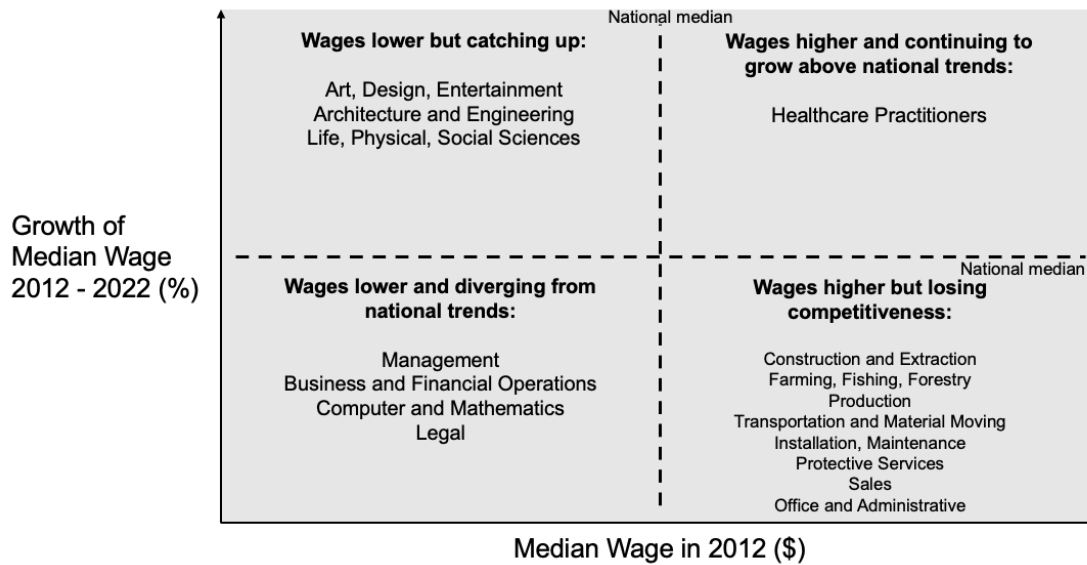 National median
Wages lower but catching up:
Art, Design, Entertainment
Architecture and Engineering
Life, Physical, Social Sciences
Wages higher and continuing to
grow above national trends:
Healthcare Practitioners
Growth of
Median Wage
2012 - 2022 (%)
National median
Wages lower and diverging from
national trends:
Management
Business and Financial Operations
Computer and Mathematics
Legal
Wages higher but losing
competitiveness:
Construction and Extraction
Farming, Fishing, Forestry
Production
Transportation and Material Moving
Installation, Maintenance
Protective Services
Sales
Office and Administrative
Median Wage in 2012 ($)